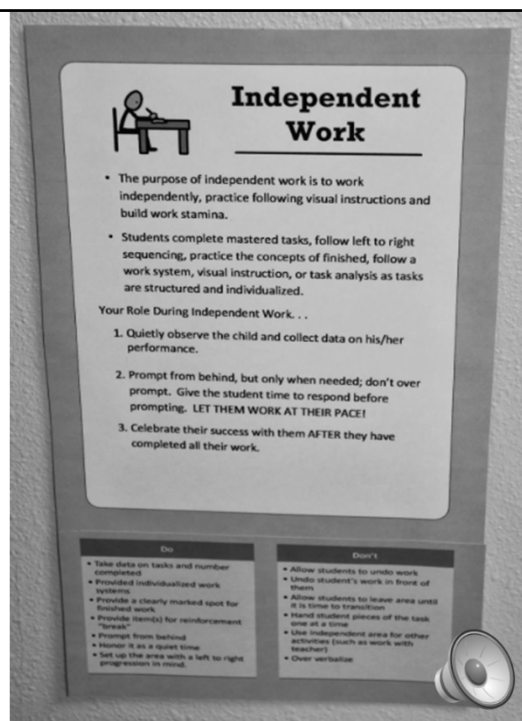 Independent
Work
• The purpose of independent work is to work
independently, practice following visual instructions and
build work stamina.
• Students complete mastered tasks, follow left to right
sequencing, practice the concepts of finished, follow a
work system, visual instruction, or task analysis as tasks
are structured and individualized.
Your Role During Independent Work. . .
1. Quietly observe the child and collect data on his/her
performance.
2. Prompt from behind, but only when needed; don't over
prompt. Give the student time to respond before
prompting. LET THEM WORK AT THEIR PACE!
3. Celebrate their success with them AFTER they have
completed all their work.
Do
• Take data on tasks and number
completed
• Provided individualized work
systems
• Provide a clearly marked spot for
finished work
• Provide item(s) for reinforcement
"break"
• Prompt from behind
• Honor it as a quiet time
• Set up the area with a left to right
progression in mind.
Don't
• Allow students to undo work
• Undo student's work in front of
them
• Allow students to leave area until
it is time to transition
• Hand student pieces of the task
one at a time
• Use independent area for other
activities (such as work with
teacher)
• Over verbalize